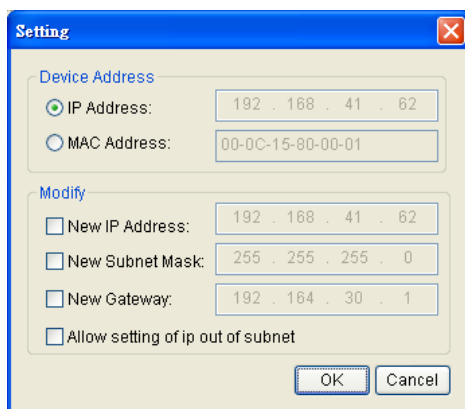 Setting
Device Address
IP Address: 192 . 168 . 41 . 62
MAC Address: 00-0C-15-80-00-01
Modify
New IP Address: 192 . 168 . 41 . 62
New Subnet Mask: 255 . 255 . 255 . 0
New Gateway: 192 . 164 . 30 . 1
Allow setting of ip out of subnet
OK Cancel